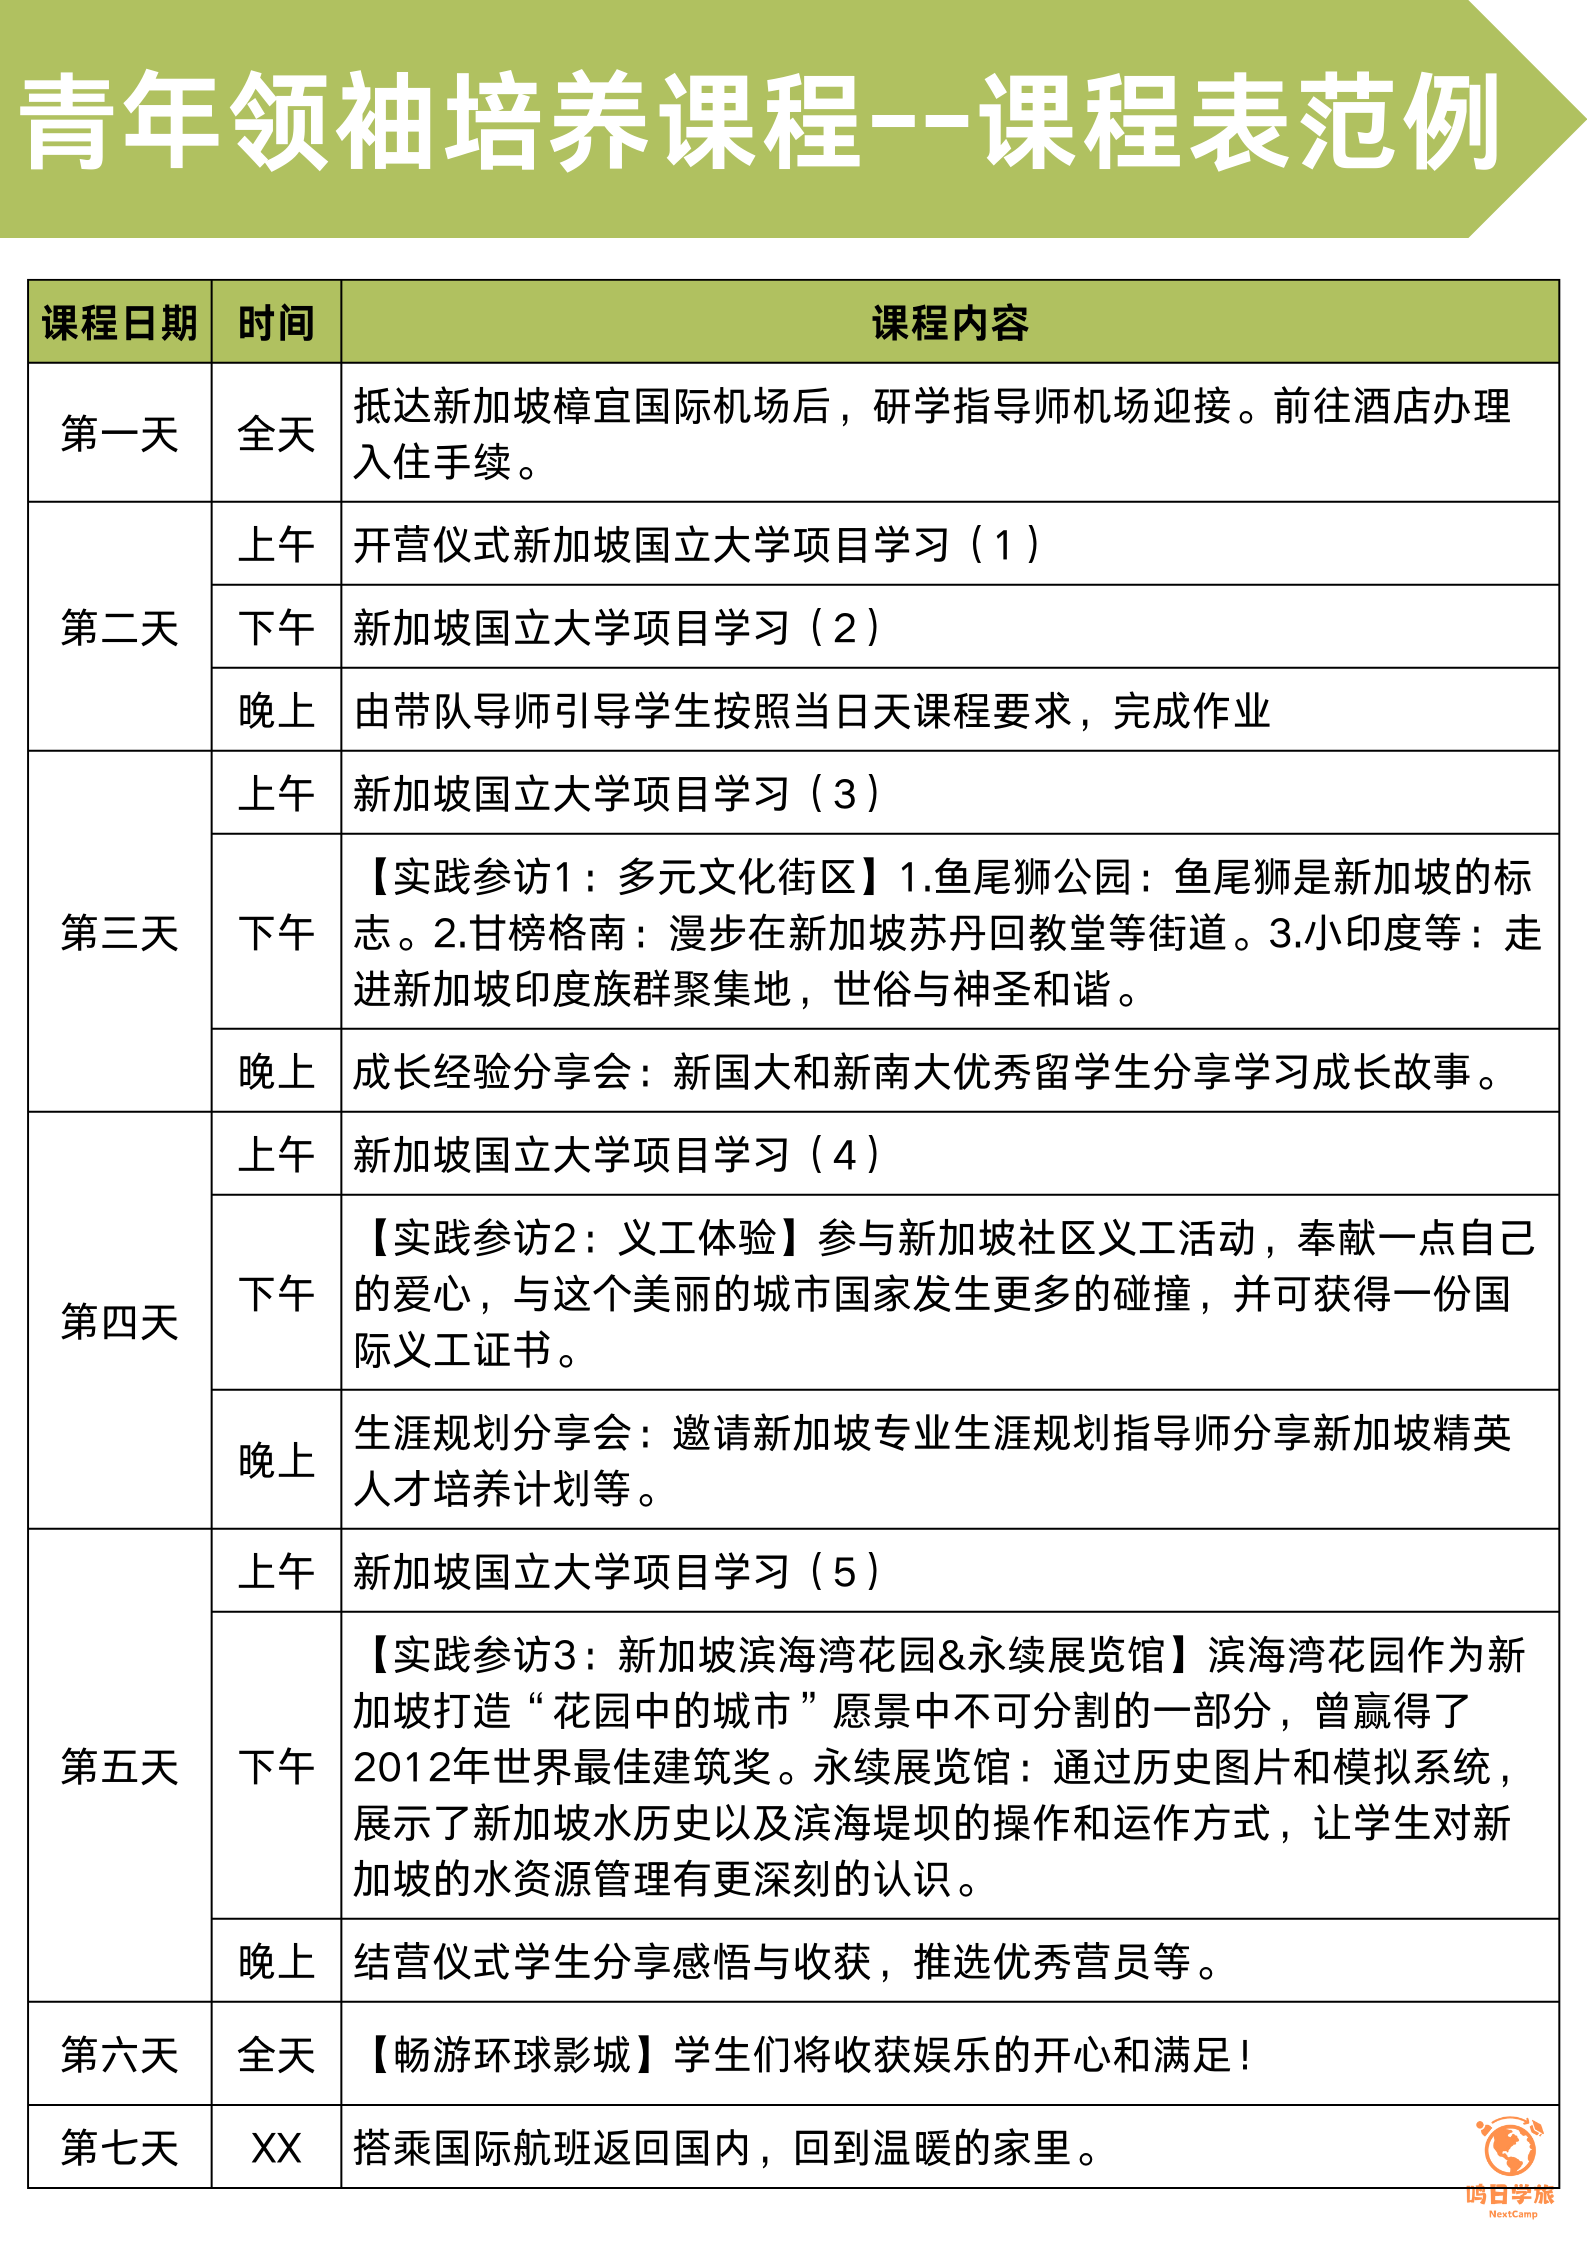 青年领袖培养课程--课程表范例
课程日期 时间 课程内容
第一天 全天
抵达新加坡樟宜国际机场后，研学指导师机场迎接。前往酒店办理
入住手续。
第二天
上午 开营仪式新加坡国立大学项目学习（1）
下午 新加坡国立大学项目学习（2）
晚上 由带队导师引导学生按照当日天课程要求，完成作业
第三天
上午 新加坡国立大学项目学习（3）
下午
【实践参访1：多元文化街区】1.鱼尾狮公园：鱼尾狮是新加坡的标
志。2.甘榜格南：漫步在新加坡苏丹回教堂等街道。3.小印度等：走
进新加坡印度族群聚集地，世俗与神圣和谐。
晚上 成长经验分享会：新国大和新南大优秀留学生分享学习成长故事。
第四天
上午 新加坡国立大学项目学习（4）
下午
【实践参访2：义工体验】参与新加坡社区义工活动，奉献一点自己
的爱心，与这个美丽的城市国家发生更多的碰撞，并可获得一份国
际义工证书。
晚上
生涯规划分享会：邀请新加坡专业生涯规划指导师分享新加坡精英
人才培养计划等。
第五天
上午 新加坡国立大学项目学习（5）
下午
【实践参访3：新加坡滨海湾花园&永续展览馆】滨海湾花园作为新
加坡打造“花园中的城市”愿景中不可分割的一部分，曾赢得了
2012年世界最佳建筑奖。永续展览馆：通过历史图片和模拟系统，
展示了新加坡水历史以及滨海堤坝的操作和运作方式，让学生对新
加坡的水资源管理有更深刻的认识。
晚上 结营仪式学生分享感悟与收获，推选优秀营员等。
第六天 全天 【畅游环球影城】学生们将收获娱乐的开心和满足！
第七天 XX 搭乘国际航班返回国内，回到温暖的家里。
鸣日学旅
NextCamp